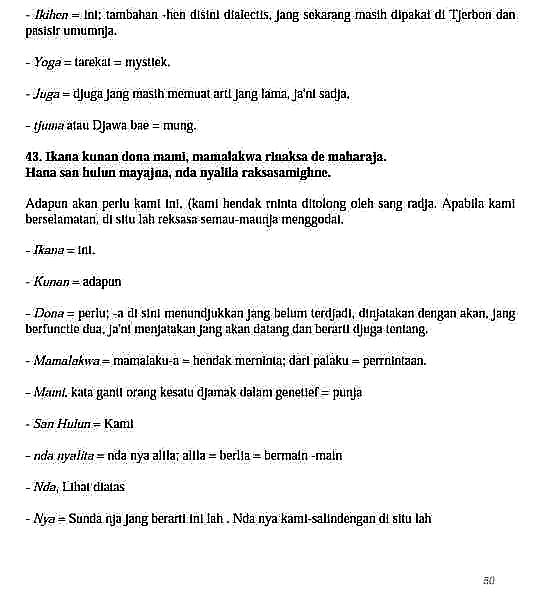 - Ikihen = ini; tambahan -hen disini dialectis, jang sekarang masih dipakai di Tjerbon dan
pasisir umumnja.
- Yoga = tarekat = mystiek.
- Juga = djuga jang masih memuat arti jang lama, ja'ni sadja,
- tjuma atau Djawa bae = mung.
43. Ikana kunan dona mami, mamalakwa rinaksa de maharaja.
Hana san hulun mayajna, nda nyalila raksasamighne.
Adapun akan perlu kami ini, (kami hendak minta ditolong oleh sang radja. Apabila kami
berselamatan, di situ lah reksasa semau-maunja menggodai.
- Ikana = ini.
- Kunan = adapun
- Dona = perlu; -a di sini menundjukkan jang belum terdjadi, dinjatakan dengan akan, jang
berfunctie dua, ja'ni menjatakan jang akan datang dan berarti djuga tentang.
- Mamalakwa = mamalaku-a = hendak meminta; dari palaku = permintaan.
- Mami, kata ganti orang kesatu djamak dalam genetief = punja
- San Hulun = Kami
- nda nyalita = nda nya alila; alila = berlia = bermain -main
- Nda, Lihat diatas
- Nya = Sunda nja jang berarti ini lah . Nda nya kami-salindengan di situ lah
50